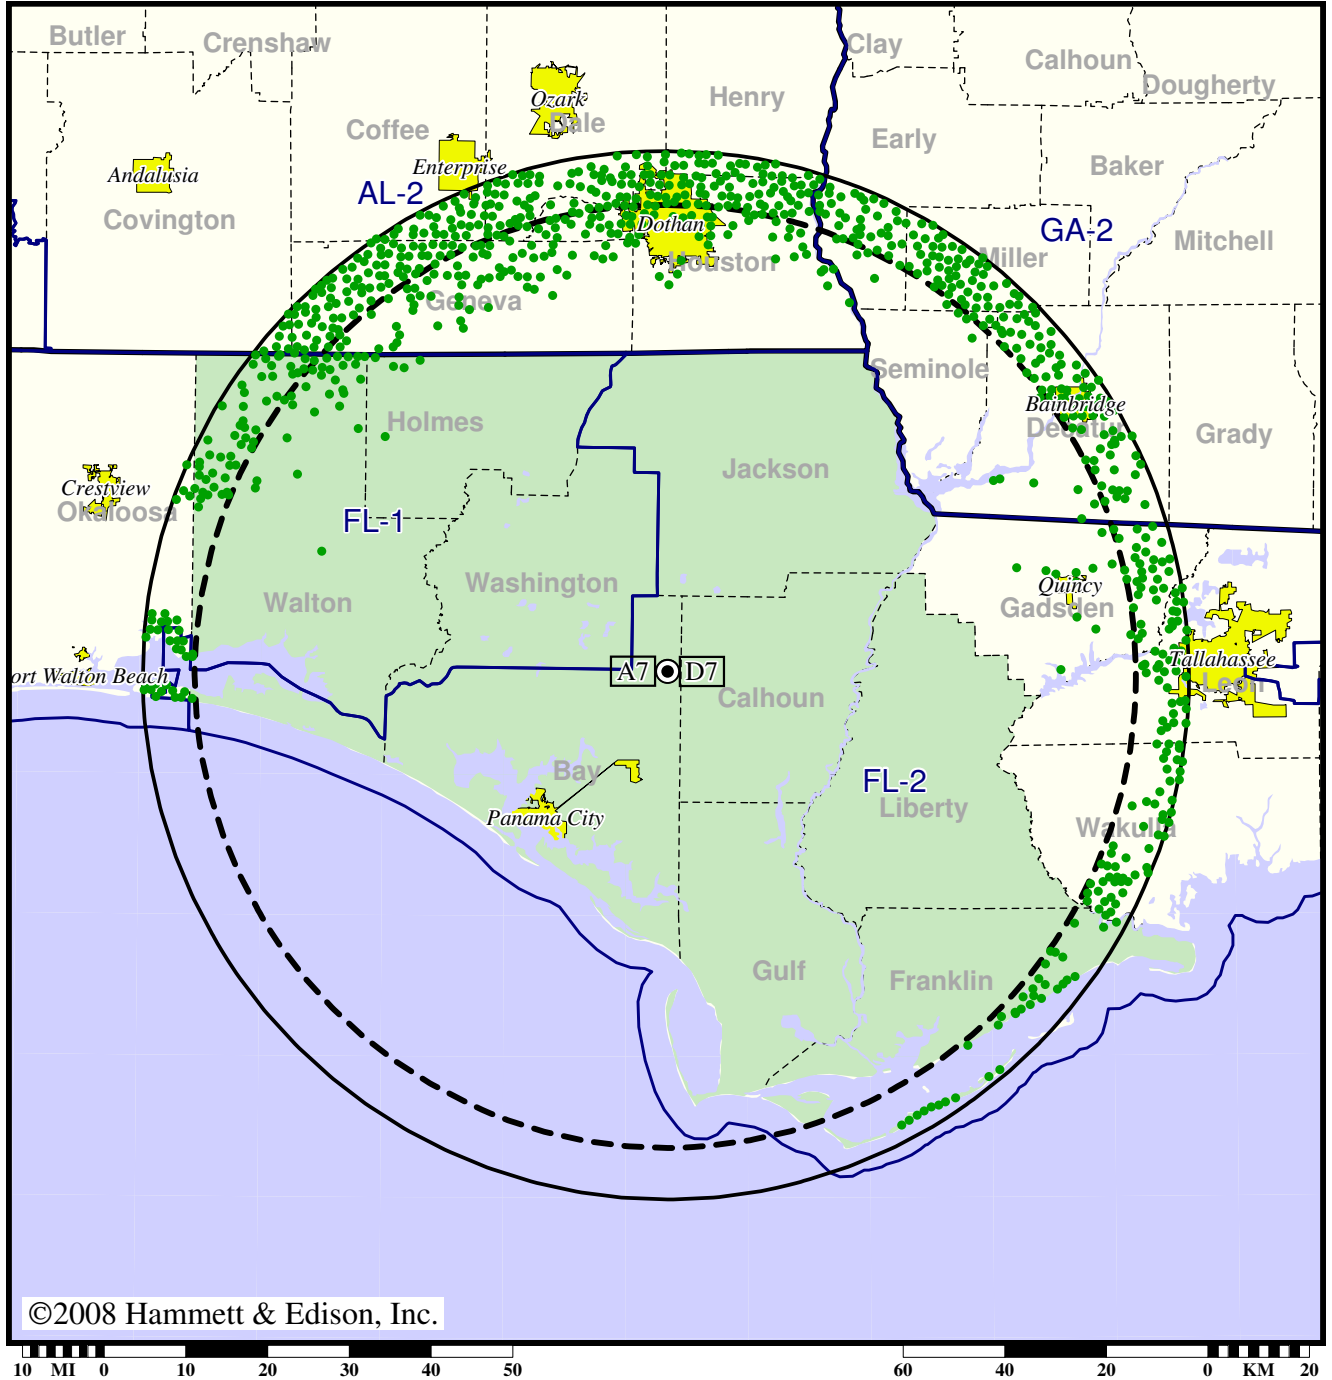 Butler
Crenshaw
Clay
Calhoun
Dougherty
Henry
Ozark
Dale
Coffee
Early
Enterprise
Baker
Andalusia
AL-2
Covington
Dothan
GA-2
Mitchell
Houston
Miller
Geneva
Seminole
Bainbridge
Decatur
Holmes
Grady
Jackson
Crestview
Okaloosa
FL-1
Washington
Quincy
Walton
Gadsden
Tallahassee
Leon
ort Walton Beach
A7
D7
Calhoun
Bay
FL-2
Liberty
Panama City
Wakulla
Gulf
Franklin
©2008 Hammett & Edison, Inc.
10 MI 0 10 20 30 40 50
60 40 20 0 KM 20